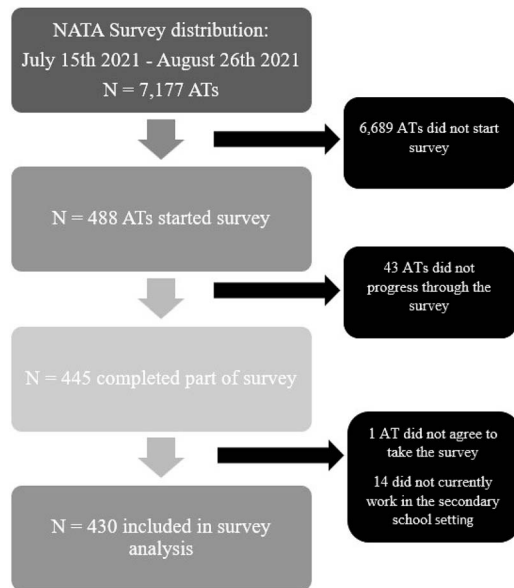 NATA Survey distribution:
July 15th 2021 - August 26th 2021
N = 7,177 ATs
6,689 ATs did not start
survey
N = 488 ATs started survey
43 ATs did not
progress through the
survey
N = 445 completed part of survey
1 AT did not agree to
take the survey
14 did not currently
work in the secondary
school setting
N = 430 included in survey
analysis